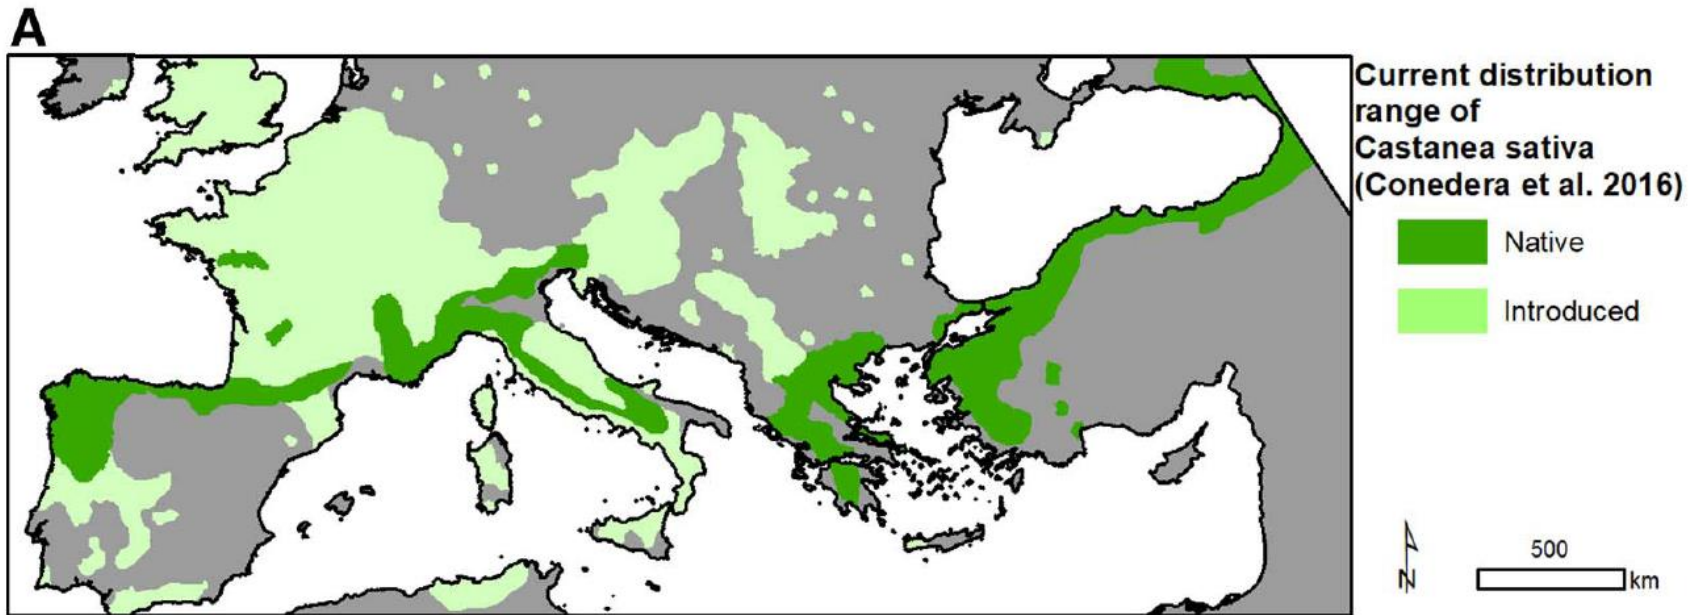 A
Current distribution
range of
Castanea sativa
(Conedera et al. 2016)
Native
Introduced
N
500
km